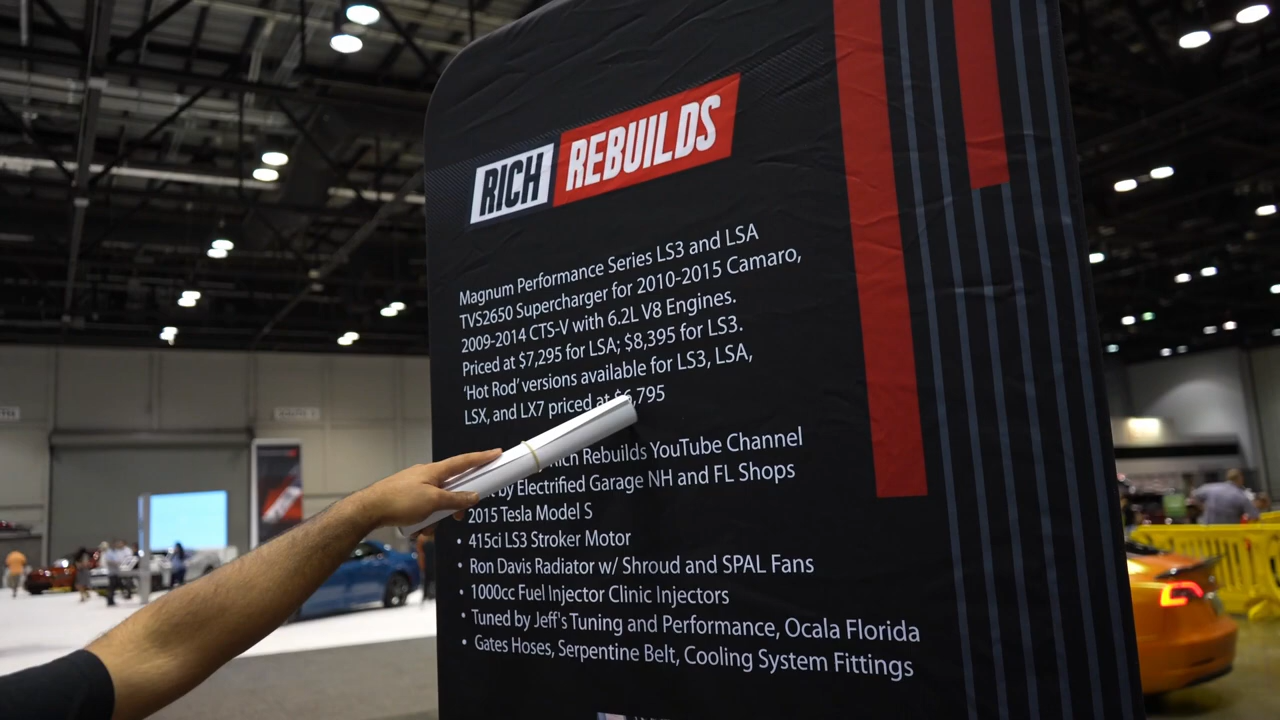 RICH REBUILDS
Magnum Performance Series LS3 and LSA
TVS2650 Supercharger for 2010-2015 Camaro,
2009-2014 CTS-V with 6.2L V8 Engines.
Priced at $7,295 for LSA; $8,395 for LS3.
‘Hot Rod’ versions available for LS3, LSA,
LSX, and LX7 priced at $6,795
Rich Rebuilds YouTube Channel
by Electrified Garage NH and FL Shops
2015 Tesla Model S
• 415ci LS3 Stroker Motor
• Ron Davis Radiator w/ Shroud and SPAL Fans
• 1000cc Fuel Injector Clinic Injectors
• Tuned by Jeff's Tuning and Performance, Ocala Florida
• Gates Hoses, Serpentine Belt, Cooling System Fittings